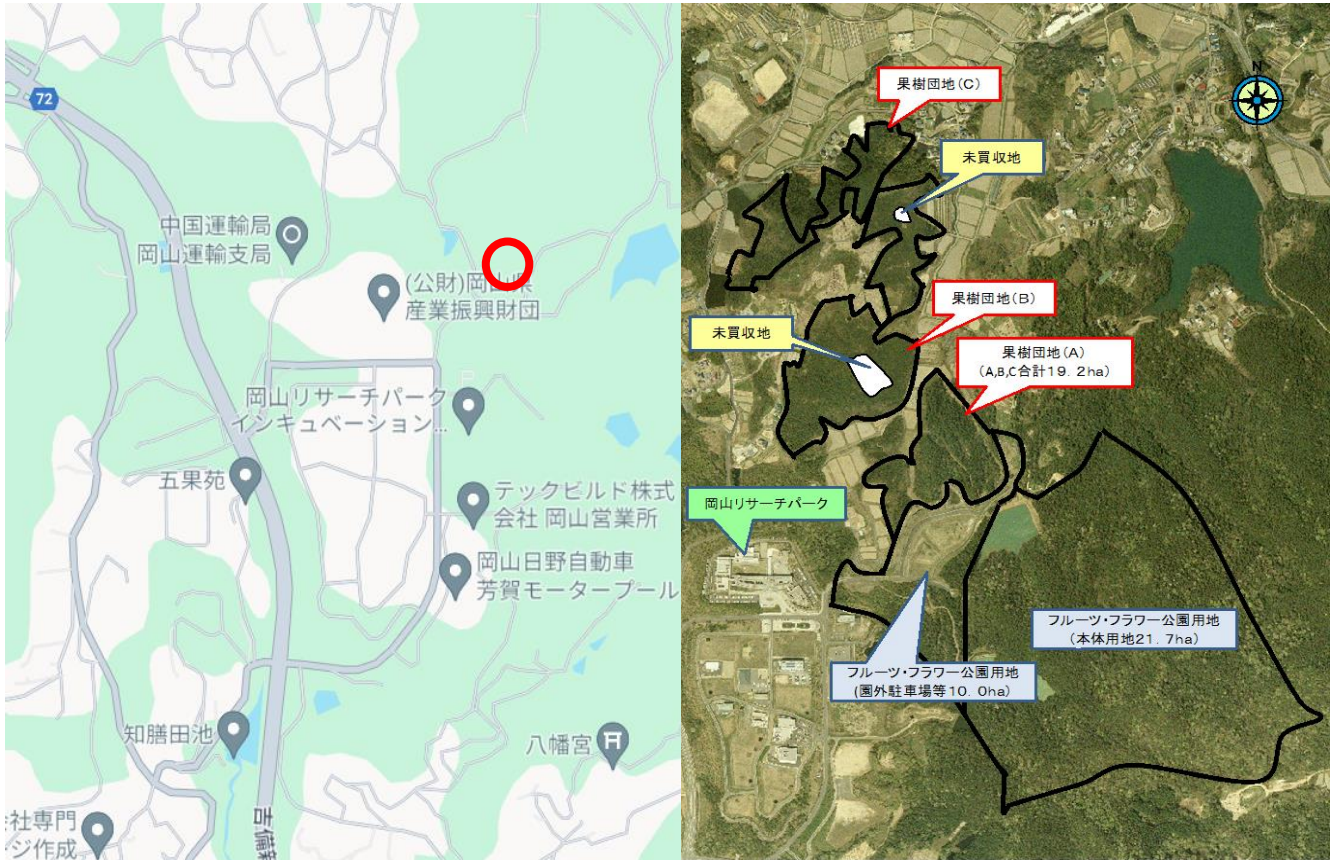 72
中国運輸局
岡山運輸支局
(公財)岡山県
産業振興財団
岡山リサーチパーク
インキュベーション...
五果苑
テックビルド株式
会社 岡山営業所
岡山日野自動車
芳賀モータープール
知膳田池
八幡宮
社専門
ージ作成
吉備新
果樹団地(C)
N
未買収地
果樹団地(B)
未買収地
果樹団地(A)
(A,B,C合計19.2ha)
岡山リサーチパーク
フルーツ・フラワー公園用地
(本体用地21.7ha)
フルーツ・フラワー公園用地
(園外駐車場等10.0ha)